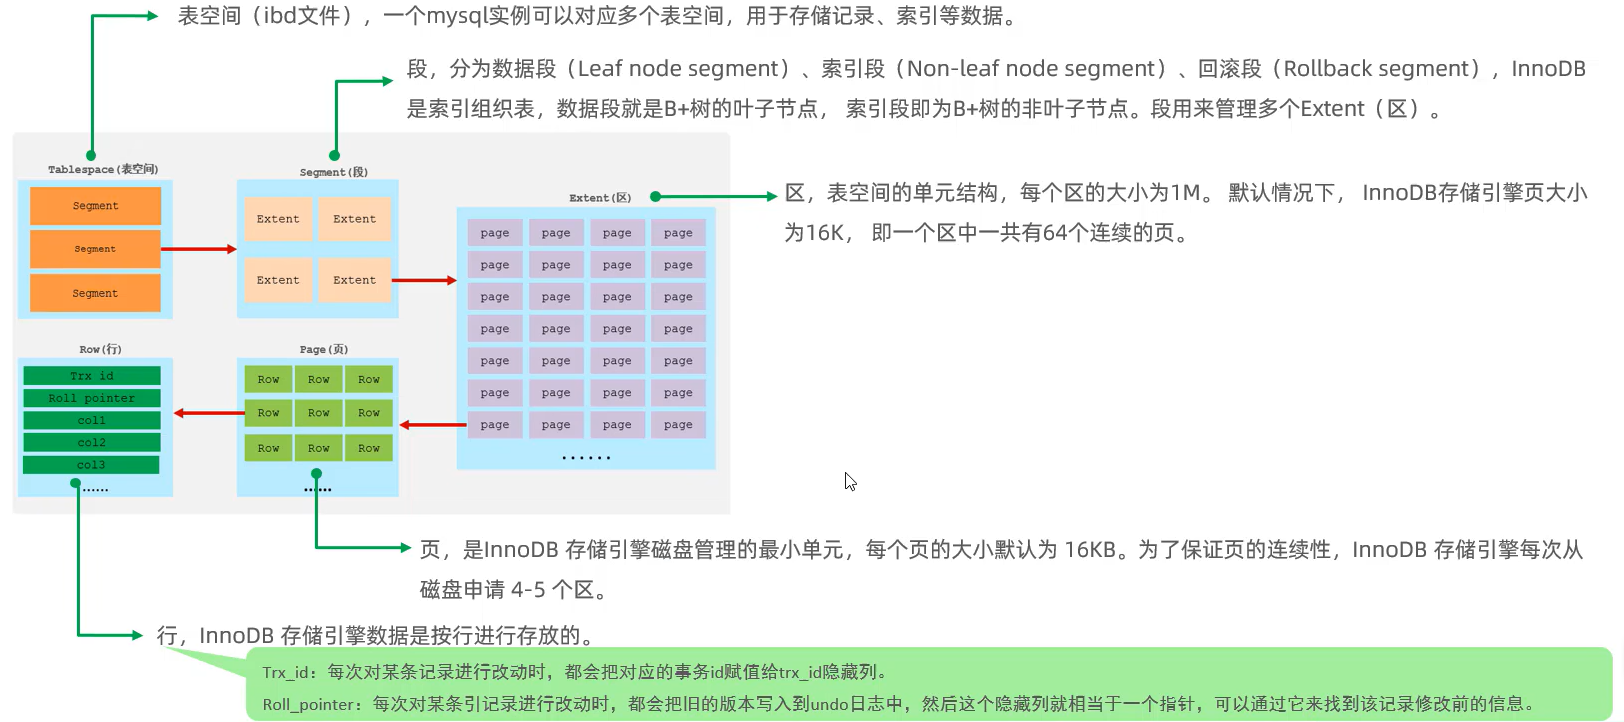 表空间（ibd文件），一个mysql实例可以对应多个表空间，用于存储记录、索引等数据。
段，分为数据段（Leaf node segment）、索引段（Non-leaf node segment）、回滚段（Rollback segment），InnoDB
是索引组织表，数据段就是B+树的叶子节点， 索引段即为B+树的非叶子节点。段用来管理多个Extent（区）。
Tablespace(表空间)
Segment
Segment
Segment
Segment(段)
Extent Extent
Extent Extent
Extent(区)
page page page page
page page page page
page page page page
page page page page
page page page page
page page page page
page page page page
......
区，表空间的单元结构，每个区的大小为1M。 默认情况下， InnoDB存储引擎页大小
为16K， 即一个区中一共有64个连续的页。
Row(行)
Trx id
Roll pointer
col1
col2
col3
......
Page(页)
Row Row Row
Row Row Row
Row Row Row
......
页，是InnoDB 存储引擎磁盘管理的最小单元，每个页的大小默认为 16KB。为了保证页的连续性，InnoDB 存储引擎每次从
磁盘申请 4-5 个区。
行，InnoDB 存储引擎数据是按行进行存放的。
Trx_id：每次对某条记录进行改动时，都会把对应的事务id赋值给trx_id隐藏列。
Roll_pointer：每次对某条引记录进行改动时，都会把旧的版本写入到undo日志中，然后这个隐藏列就相当于一个指针，可以通过它来找到该记录修改前的信息。